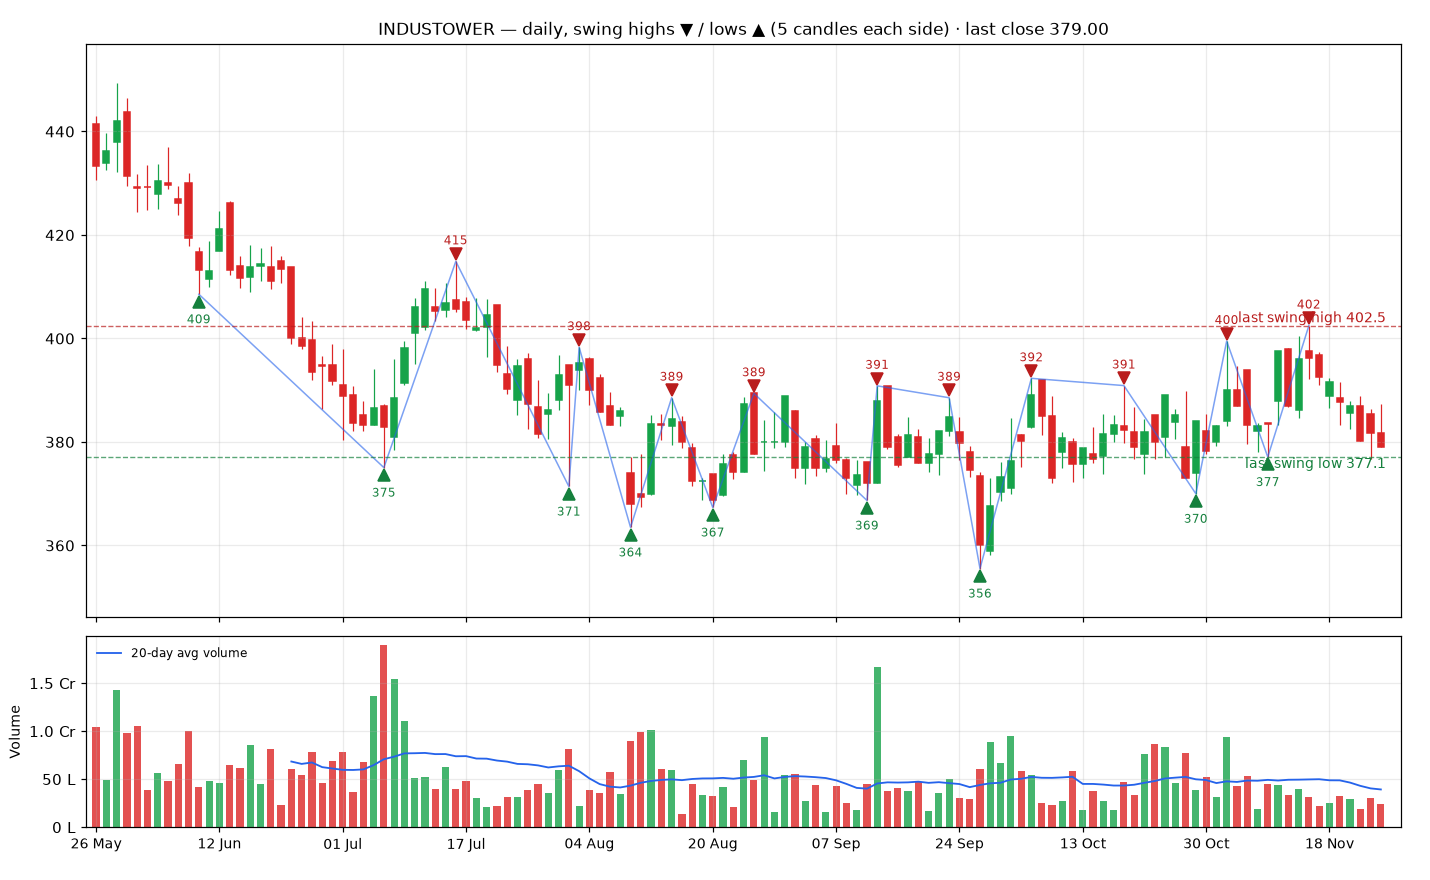 INDUSTOWER — daily, swing highs ▼ / lows ▲ (5 candles each side) · last close 379.00
440
420
400
380
360
409
375
415
371
398
364
389
367
389
369
391
389
356
392
391
370
400
377
402
last swing high 402.5
last swing low 377.1
20-day avg volume
Volume
1.5 Cr
1.0 Cr
50 L
0 L
26 May
12 Jun
01 Jul
17 Jul
04 Aug
20 Aug
07 Sep
24 Sep
13 Oct
30 Oct
18 Nov